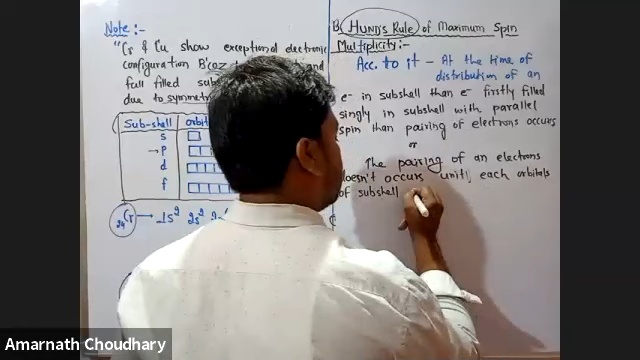 Note:-
"Cr & Cu show exceptional electronic
configuration B'coz
full filled
due to symmetr
Sub-shell Orbit
s
p
d
f
24Cr → 1s² 2s²
B. HUND'S Rule of Maximum Spin
Multiplicity:-
Acc. to it - At the time of
distribution of an
e⁻ in subshell than e⁻ firstly filled
singly in subshell with parallel
spin than pairing of electrons occurs
or
The pairing of an electrons
doesn't occurs until each orbitals
of subshell
Amarnath Choudhary